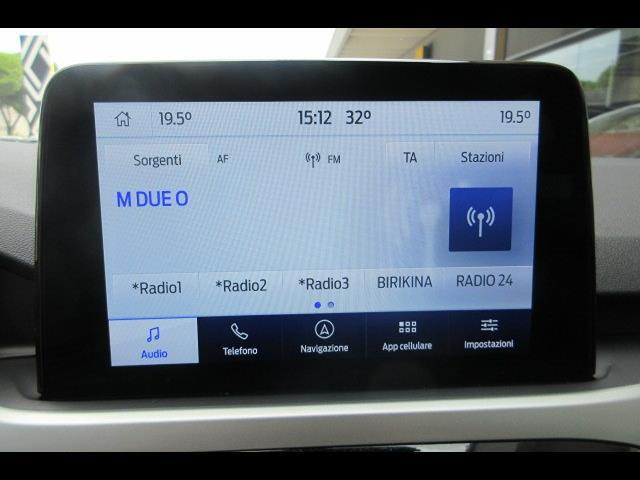 19.5° 15:12 32° 19.5°
Sorgenti AF FM TA Stazioni
M DUE O
*Radio1 *Radio2 *Radio3 BIRIKINA RADIO 24
Audio Telefono Navigazione App cellulare Impostazioni